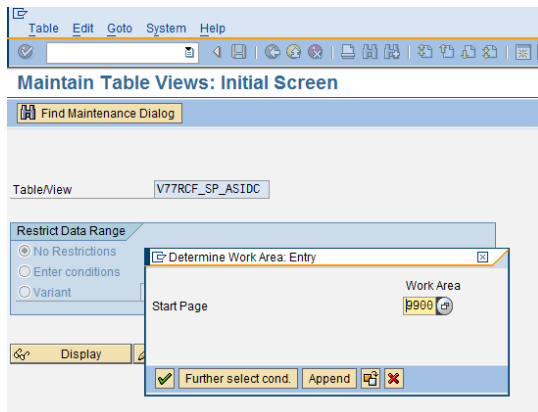 Table Edit Goto System Help
Maintain Table Views: Initial Screen
Find Maintenance Dialog
Table/View V77RCF_SP_ASIDC
Restrict Data Range
No Restrictions
Enter conditions
Variant
Determine Work Area: Entry
Work Area
Start Page 9900
Further select cond. Append
Display